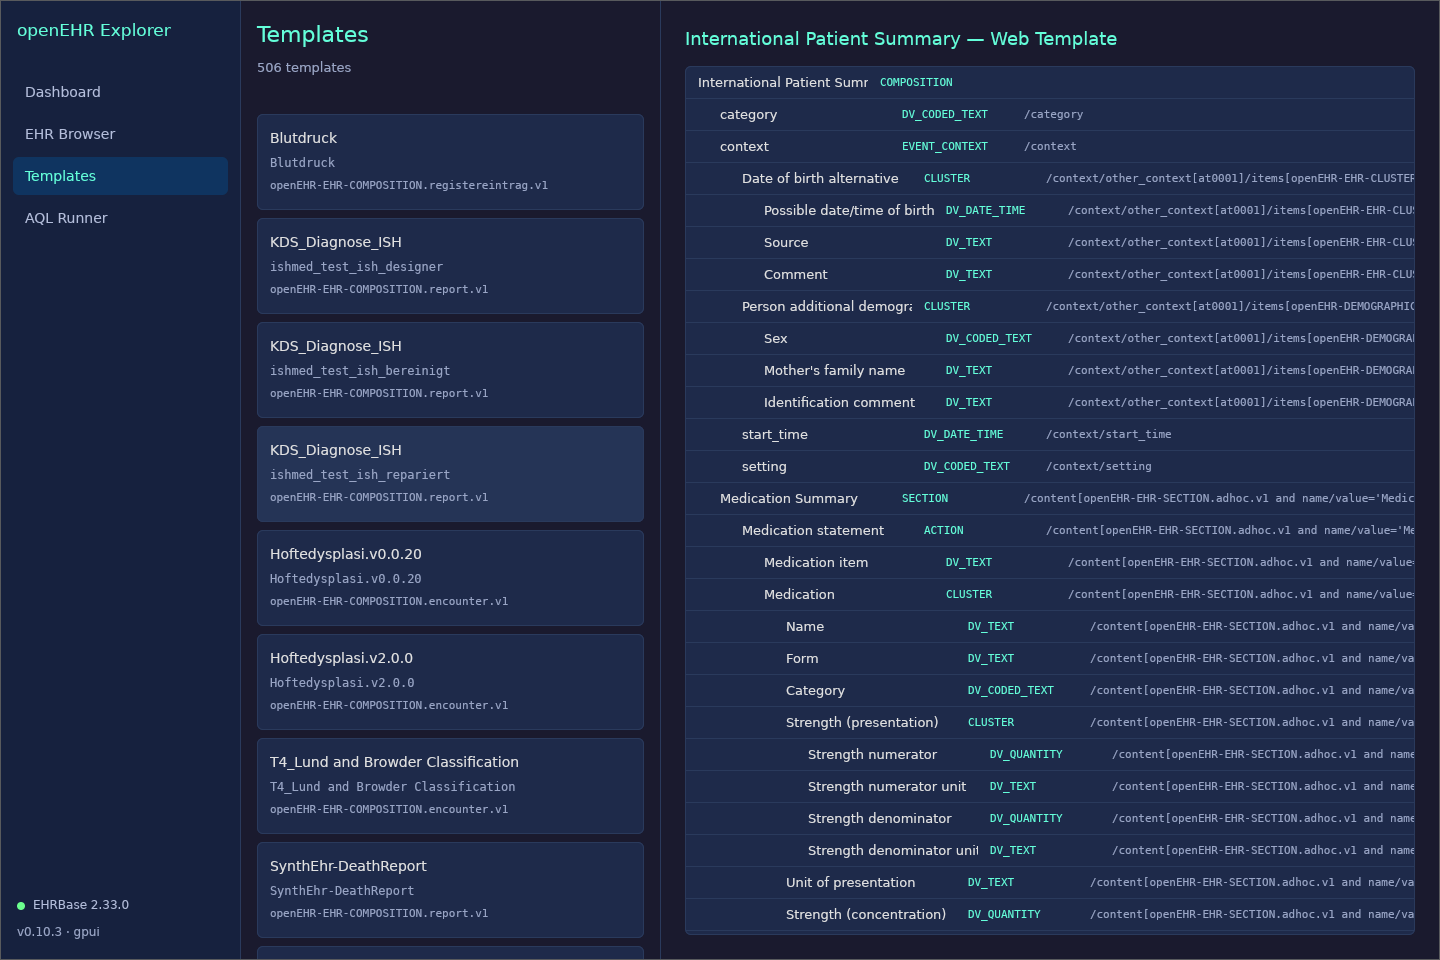 openEHR Explorer
Dashboard
EHR Browser
Templates
AQL Runner
EHRBase 2.33.0
v0.10.3 · gpui
Templates
506 templates
Blutdruck
Blutdruck
openEHR-EHR-COMPOSITION.registereintrag.v1
KDS_Diagnose_ISH
ishmed_test_ish_designer
openEHR-EHR-COMPOSITION.report.v1
KDS_Diagnose_ISH
ishmed_test_ish_bereinigt
openEHR-EHR-COMPOSITION.report.v1
KDS_Diagnose_ISH
ishmed_test_ish_repariert
openEHR-EHR-COMPOSITION.report.v1
Hoftedysplasi.v0.0.20
Hoftedysplasi.v0.0.20
openEHR-EHR-COMPOSITION.encounter.v1
Hoftedysplasi.v2.0.0
Hoftedysplasi.v2.0.0
openEHR-EHR-COMPOSITION.encounter.v1
T4_Lund and Browder Classification
T4_Lund and Browder Classification
openEHR-EHR-COMPOSITION.encounter.v1
SynthEhr-DeathReport
SynthEhr-DeathReport
openEHR-EHR-COMPOSITION.report.v1
International Patient Summary — Web Template
International Patient Summ COMPOSITION
category DV_CODED_TEXT /category
context EVENT_CONTEXT /context
Date of birth alternative CLUSTER /context/other_context[at0001]/items[openEHR-EHR-CLUSTER
Possible date/time of birth DV_DATE_TIME /context/other_context[at0001]/items[openEHR-EHR-CLUS
Source DV_TEXT /context/other_context[at0001]/items[openEHR-EHR-CLUS
Comment DV_TEXT /context/other_context[at0001]/items[openEHR-EHR-CLUS
Person additional demogra CLUSTER /context/other_context[at0001]/items[openEHR-DEMOGRAPHIC
Sex DV_CODED_TEXT /context/other_context[at0001]/items[openEHR-DEMOGRA
Mother's family name DV_TEXT /context/other_context[at0001]/items[openEHR-DEMOGRA
Identification comment DV_TEXT /context/other_context[at0001]/items[openEHR-DEMOGRA
start_time DV_DATE_TIME /context/start_time
setting DV_CODED_TEXT /context/setting
Medication Summary SECTION /content[openEHR-EHR-SECTION.adhoc.v1 and name/value='Medic
Medication statement ACTION /content[openEHR-EHR-SECTION.adhoc.v1 and name/value='Me
Medication item DV_TEXT /content[openEHR-EHR-SECTION.adhoc.v1 and name/value=
Medication CLUSTER /content[openEHR-EHR-SECTION.adhoc.v1 and name/value=
Name DV_TEXT /content[openEHR-EHR-SECTION.adhoc.v1 and name/va
Form DV_TEXT /content[openEHR-EHR-SECTION.adhoc.v1 and name/va
Category DV_CODED_TEXT /content[openEHR-EHR-SECTION.adhoc.v1 and name/va
Strength (presentation) CLUSTER /content[openEHR-EHR-SECTION.adhoc.v1 and name/va
Strength numerator DV_QUANTITY /content[openEHR-EHR-SECTION.adhoc.v1 and name
Strength numerator unit DV_TEXT /content[openEHR-EHR-SECTION.adhoc.v1 and name
Strength denominator DV_QUANTITY /content[openEHR-EHR-SECTION.adhoc.v1 and name
Strength denominator unit DV_TEXT /content[openEHR-EHR-SECTION.adhoc.v1 and name
Unit of presentation DV_TEXT /content[openEHR-EHR-SECTION.adhoc.v1 and name/va
Strength (concentration) DV_QUANTITY /content[openEHR-EHR-SECTION.adhoc.v1 and name/va